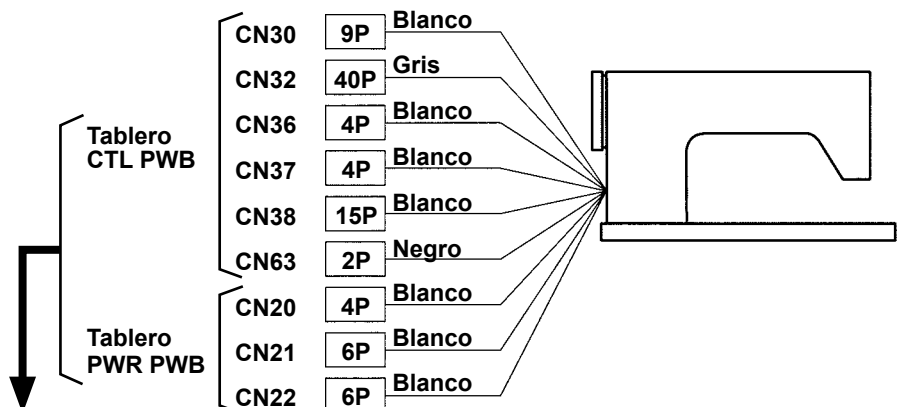 CN30 9P Blanco
CN32 40P Gris
CN36 4P Blanco
Tablero
CTL PWB
CN37 4P Blanco
CN38 15P Blanco
CN63 2P Negro
CN20 4P Blanco
Tablero
PWR PWB
CN21 6P Blanco
CN22 6P Blanco